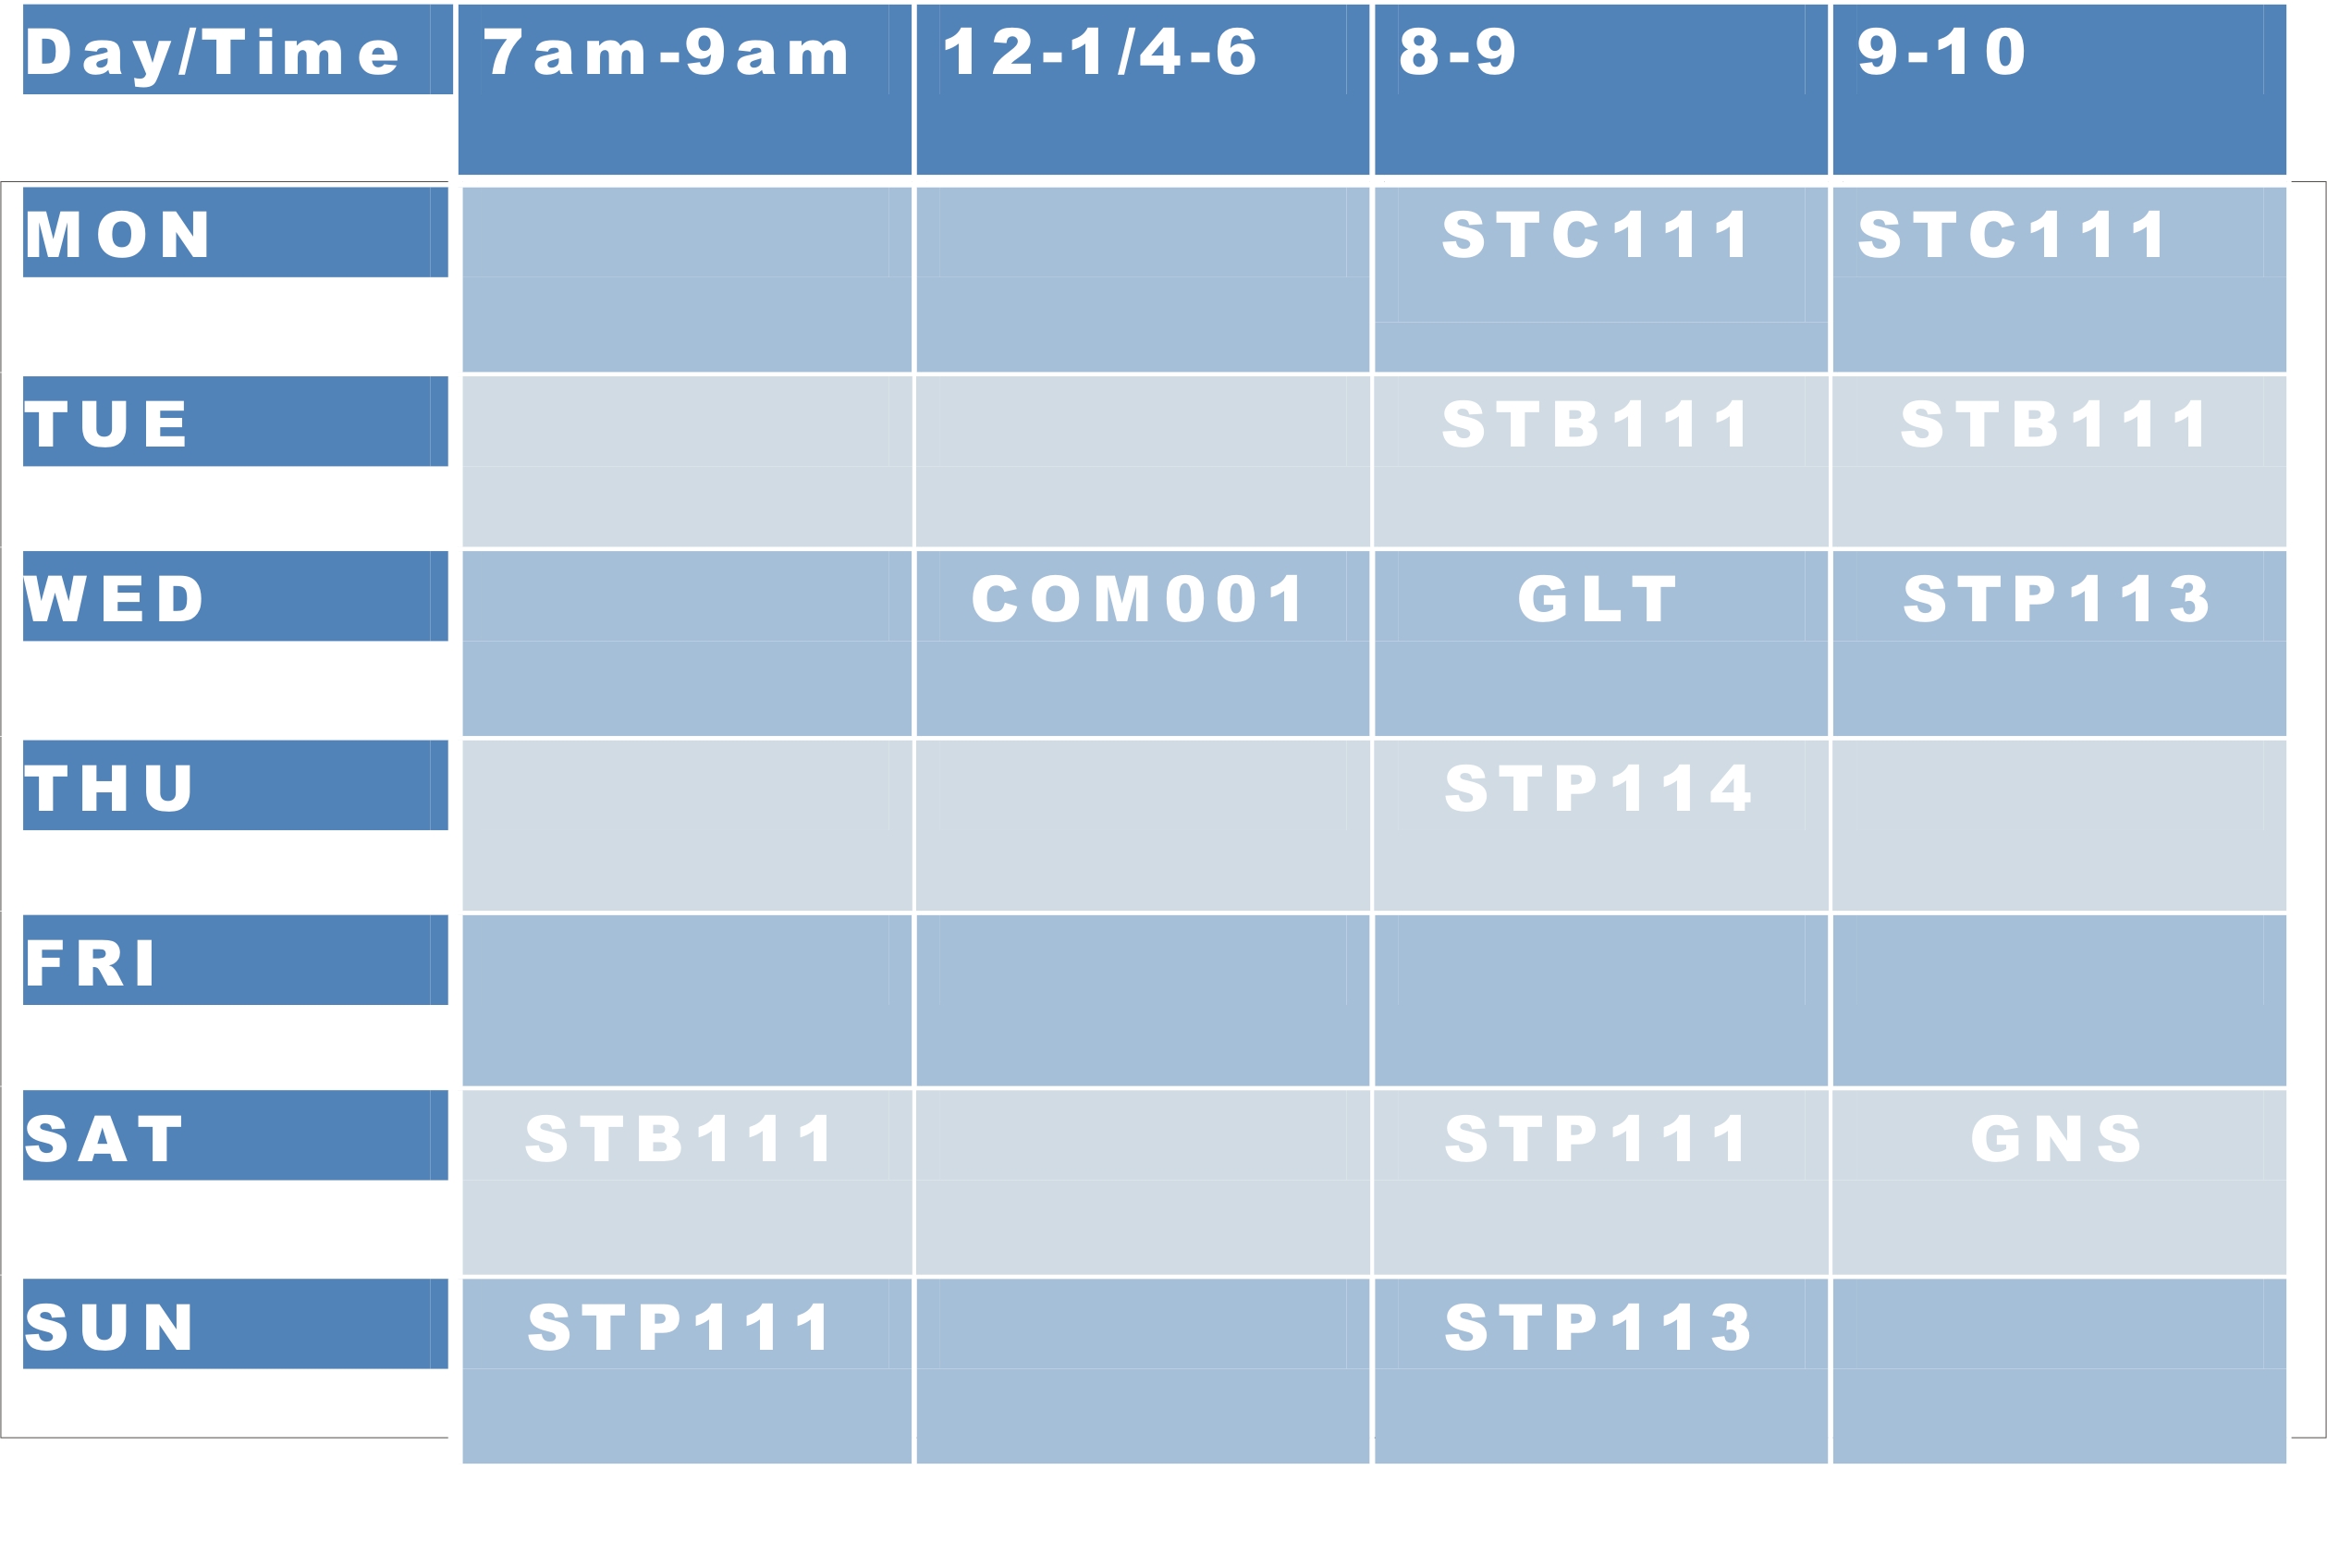 Day/Time 7am-9am 12-1/4-6 8-9 9-10
MON STC111 STC111
TUE STB111 STB111
WED COM001 GLT STP113
THU STP114
FRI
SAT STB111 STP111 GNS
SUN STP111 STP113